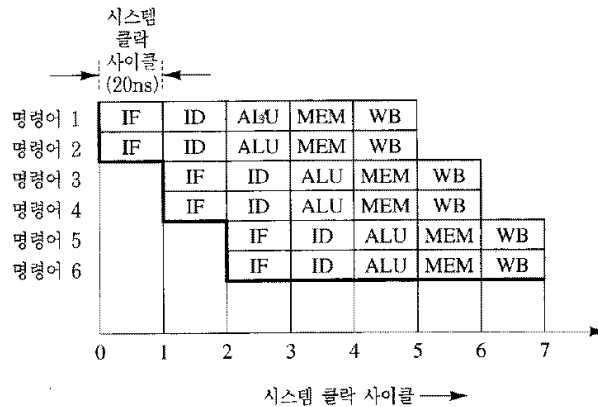 시스템
클락
사이클
(20ns)
명령어 1 IF ID ALU MEM WB
명령어 2 IF ID ALU MEM WB
명령어 3 IF ID ALU MEM WB
명령어 4 IF ID ALU MEM WB
명령어 5 IF ID ALU MEM WB
명령어 6 IF ID ALU MEM WB
0 1 2 3 4 5 6 7
시스템 클락 사이클